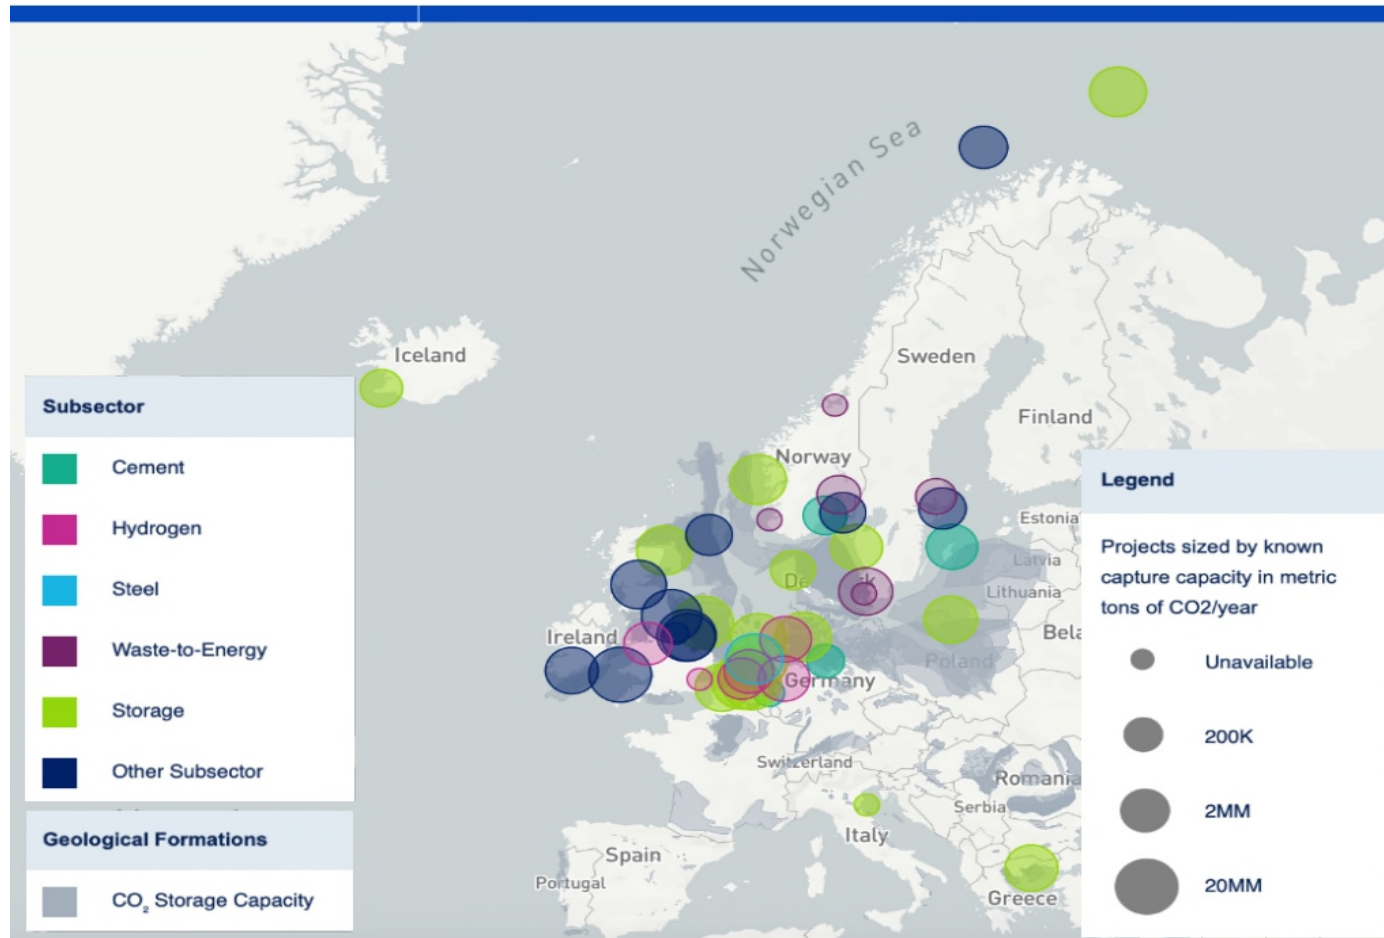 Norwegian Sea
Iceland
Sweden
Finland
Norway
Subsector
Cement
Hydrogen
Steel
Waste-to-Energy
Storage
Other Subsector
Geological Formations
CO₂ Storage Capacity
Estonia
Latvia
Lithuania
Ireland
Poland
Germany
Switzerland
Romania
Serbia
Italy
Spain
Portugal
Greece
Legend
Projects sized by known
capture capacity in metric
tons of CO2/year
Unavailable
200K
2MM
20MM